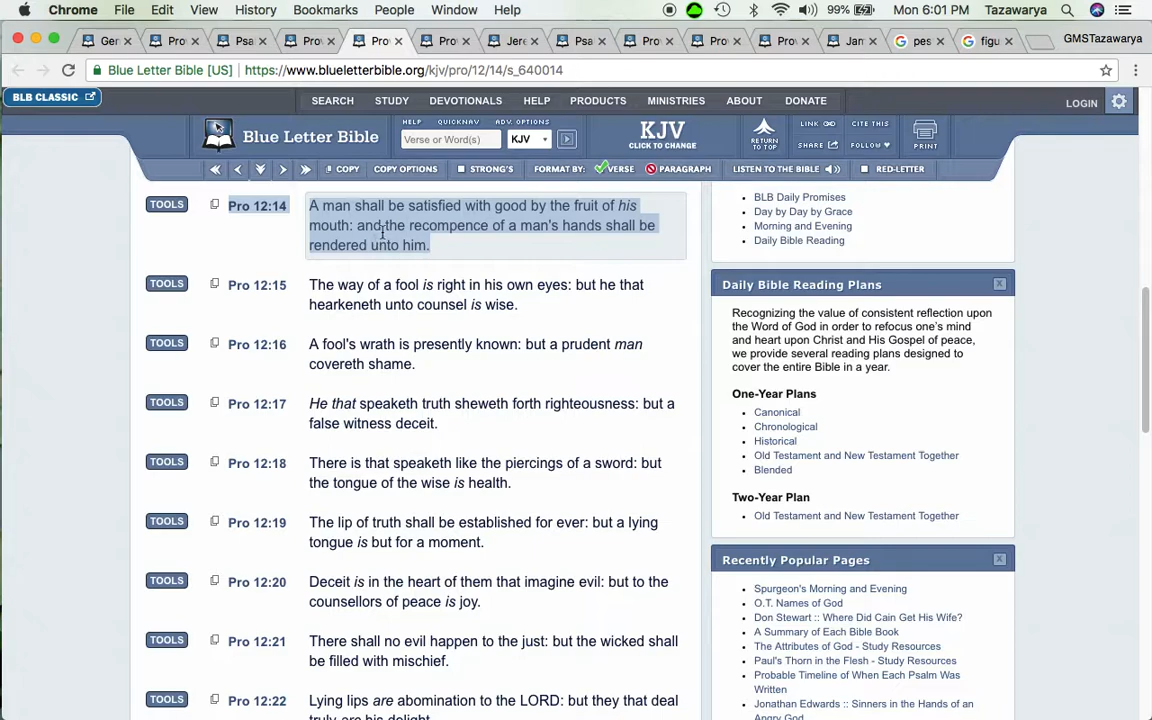 Chrome File Edit View History Bookmarks People Window Help 99% Mon 6:01 PM Tazawarya
Ger Prov Psa Prov Prov Prov Jere Psa Prov Prov Prov Jam pes figu GMSTazawarya
Blue Letter Bible [US] https://www.blueletterbible.org/kjv/pro/12/14/s_640014
BLB CLASSIC
SEARCH STUDY DEVOTIONALS HELP PRODUCTS MINISTRIES ABOUT DONATE LOGIN
Blue Letter Bible
HELP QUICKNAV ADV. OPTIONS
Verse or Word(s) KJV
KJV
CLICK TO CHANGE
RETURN
TO TOP
LINK CITE THIS
SHARE FOLLOW
PRINT
COPY COPY OPTIONS STRONG'S FORMAT BY: VERSE PARAGRAPH LISTEN TO THE BIBLE RED-LETTER
TOOLS Pro 12:14 A man shall be satisfied with good by the fruit of his
mouth: and the recompence of a man's hands shall be
rendered unto him.
TOOLS Pro 12:15 The way of a fool is right in his own eyes: but he that
hearkeneth unto counsel is wise.
TOOLS Pro 12:16 A fool's wrath is presently known: but a prudent man
covereth shame.
TOOLS Pro 12:17 He that speaketh truth sheweth forth righteousness: but a
false witness deceit.
TOOLS Pro 12:18 There is that speaketh like the piercings of a sword: but
the tongue of the wise is health.
TOOLS Pro 12:19 The lip of truth shall be established for ever: but a lying
tongue is but for a moment.
TOOLS Pro 12:20 Deceit is in the heart of them that imagine evil: but to the
counsellors of peace is joy.
TOOLS Pro 12:21 There shall no evil happen to the just: but the wicked shall
be filled with mischief.
TOOLS Pro 12:22 Lying lips are abomination to the LORD: but they that deal
truly are his delight.
BLB Daily Promises
Day by Day by Grace
Morning and Evening
Daily Bible Reading
Daily Bible Reading Plans
Recognizing the value of consistent reflection upon
the Word of God in order to refocus one's mind
and heart upon Christ and His Gospel of peace,
we provide several reading plans designed to
cover the entire Bible in a year.
One-Year Plans
Canonical
Chronological
Historical
Old Testament and New Testament Together
Blended
Two-Year Plan
Old Testament and New Testament Together
Recently Popular Pages
Spurgeon's Morning and Evening
O.T. Names of God
Don Stewart :: Where Did Cain Get His Wife?
A Summary of Each Bible Book
The Attributes of God - Study Resources
Paul's Thorn in the Flesh - Study Resources
Probable Timeline of When Each Psalm Was
Written
Jonathan Edwards :: Sinners in the Hands of an
Angry God